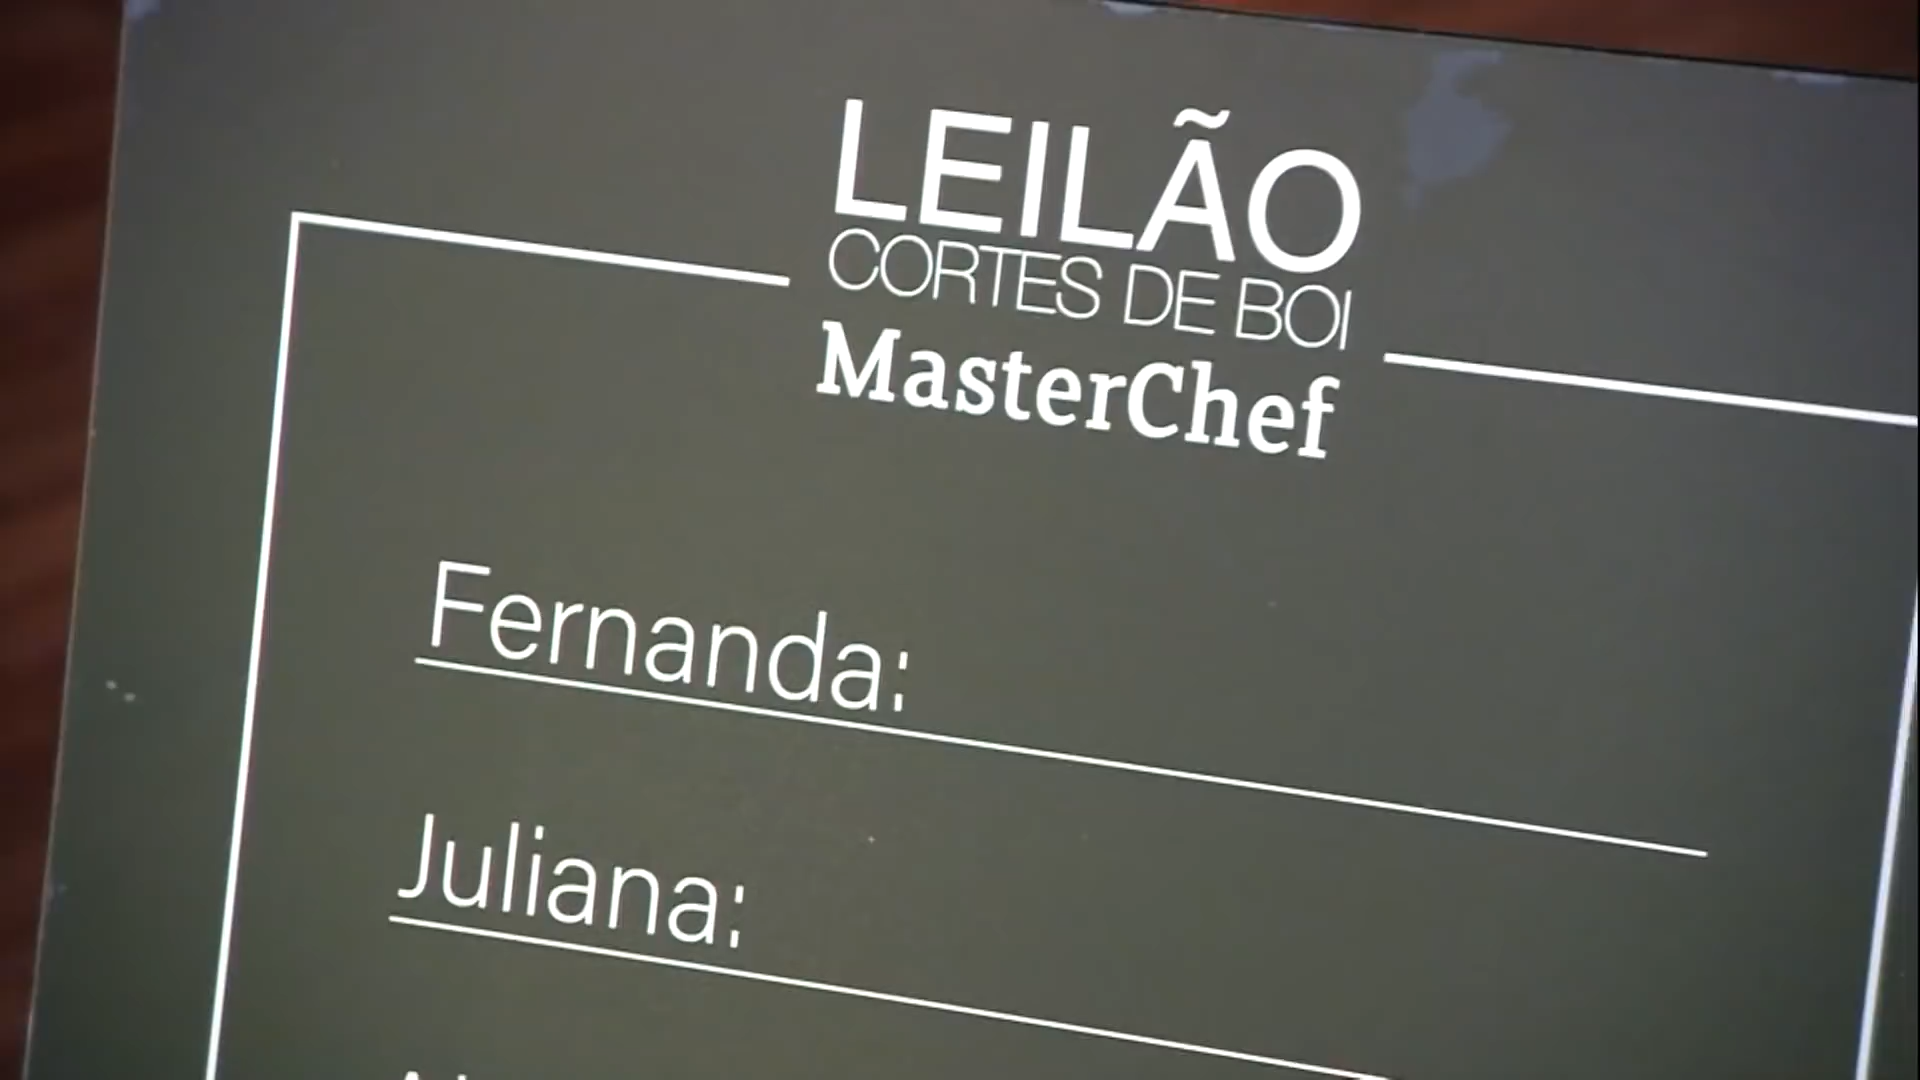 LEILÃO
CORTES DE BOI
MasterChef
Fernanda:
Juliana: